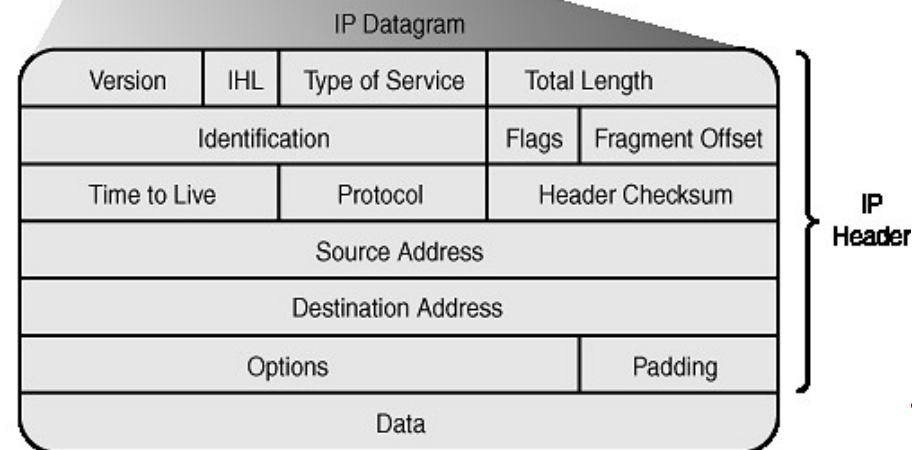 IP Datagram
Version IHL Type of Service Total Length
Identification Flags Fragment Offset
Time to Live Protocol Header Checksum
Source Address
Destination Address
Options Padding
Data
IP
Header